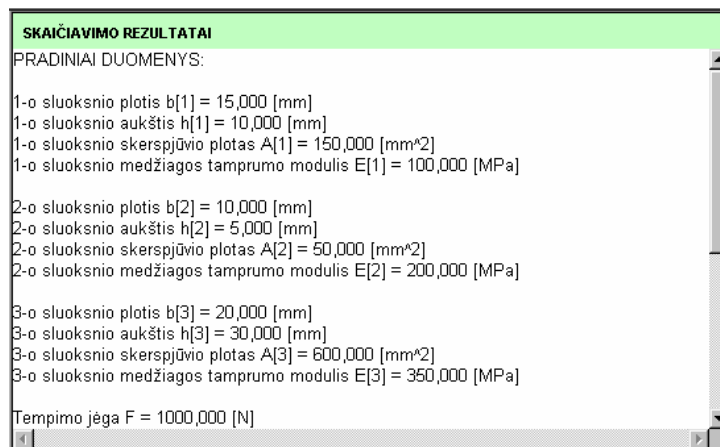 SKAIČIAVIMO REZULTATAI
PRADINIAI DUOMENYS:
1-o sluoksnio plotis b[1] = 15,000 [mm]
1-o sluoksnio aukštis h[1] = 10,000 [mm]
1-o sluoksnio skerspjūvio plotas A[1] = 150,000 [mm^2]
1-o sluoksnio medžiagos tamprumo modulis E[1] = 100,000 [MPa]
2-o sluoksnio plotis b[2] = 10,000 [mm]
2-o sluoksnio aukštis h[2] = 5,000 [mm]
2-o sluoksnio skerspjūvio plotas A[2] = 50,000 [mm^2]
2-o sluoksnio medžiagos tamprumo modulis E[2] = 200,000 [MPa]
3-o sluoksnio plotis b[3] = 20,000 [mm]
3-o sluoksnio aukštis h[3] = 30,000 [mm]
3-o sluoksnio skerspjūvio plotas A[3] = 600,000 [mm^2]
3-o sluoksnio medžiagos tamprumo modulis E[3] = 350,000 [MPa]
Tempimo jėga F = 1000,000 [N]